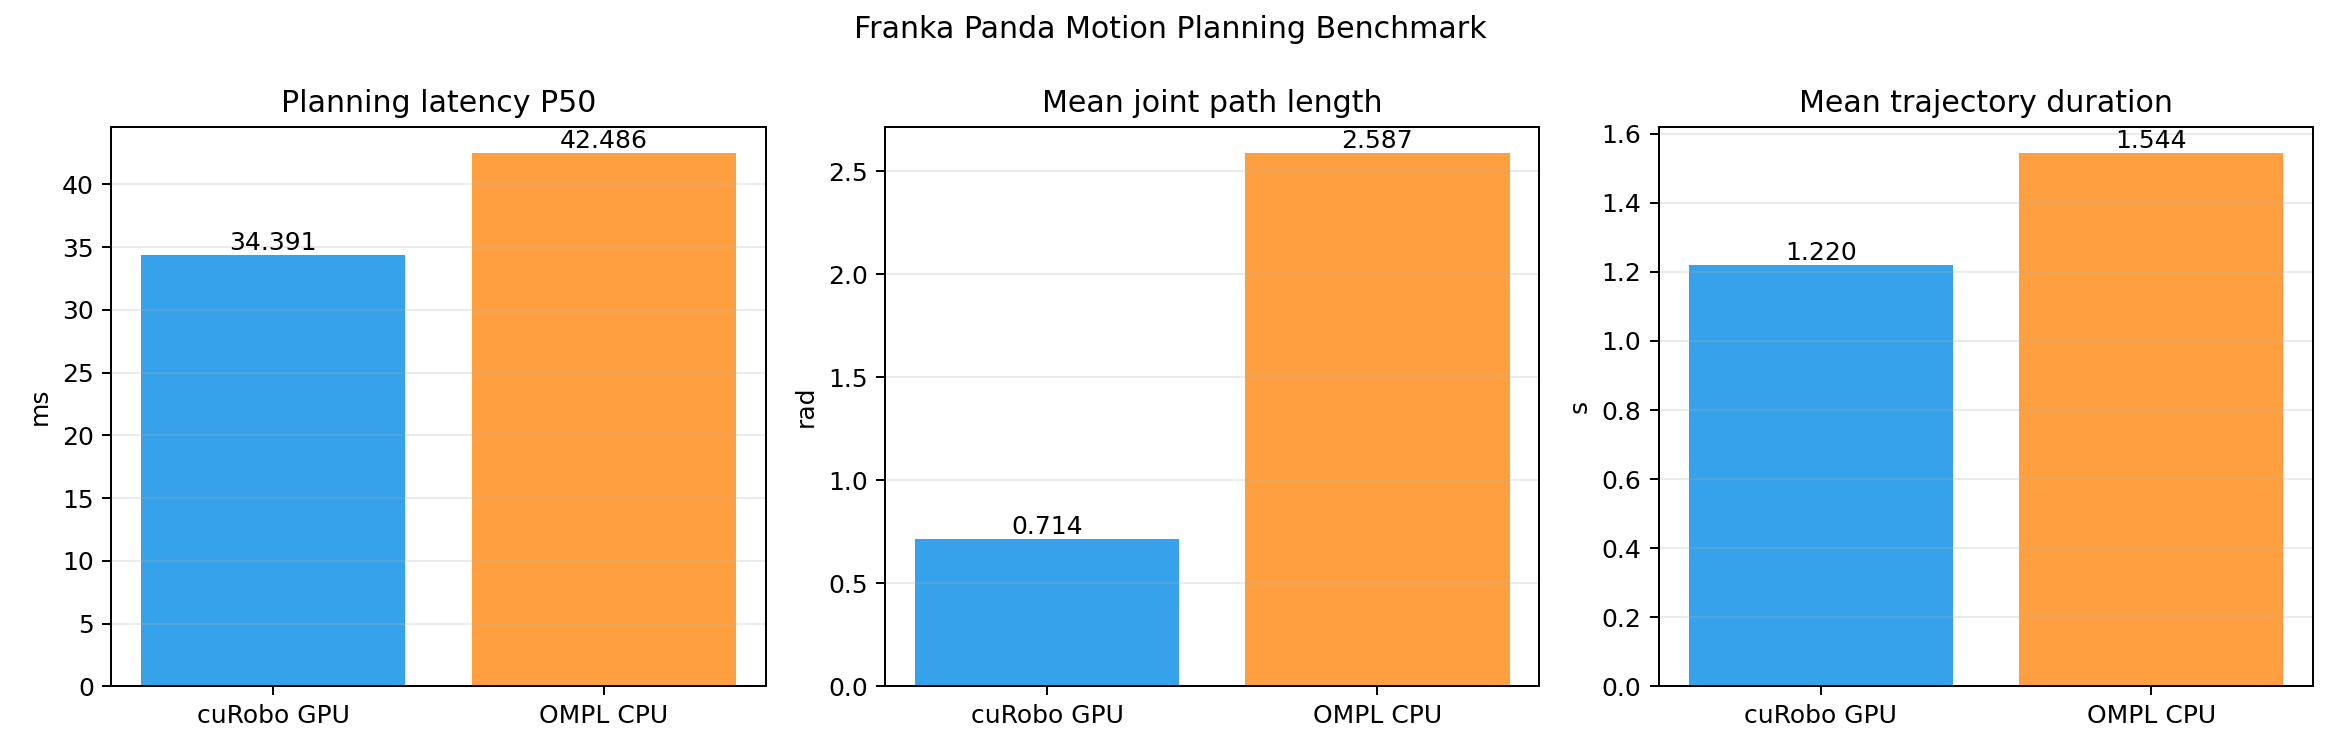 Franka Panda Motion Planning Benchmark
Planning latency P50
42.486
34.391
40
35
30
25
20
15
10
5
0
ms
cuRobo GPU
OMPL CPU
Mean joint path length
2.587
0.714
2.5
2.0
1.5
1.0
0.5
0.0
rad
cuRobo GPU
OMPL CPU
Mean trajectory duration
1.544
1.220
1.6
1.4
1.2
1.0
0.8
0.6
0.4
0.2
0.0
s
cuRobo GPU
OMPL CPU